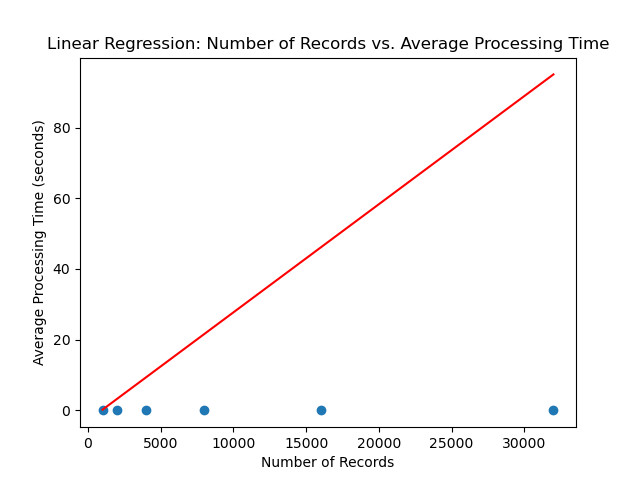 Linear Regression: Number of Records vs. Average Processing Time
Average Processing Time (seconds)
80
60
40
20
0
0 5000 10000 15000 20000 25000 30000
Number of Records